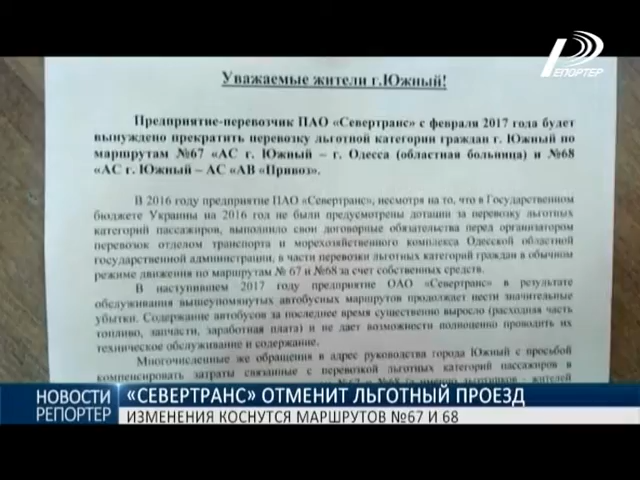 РЕПОРТЕР
Уважаемые жители г.Южный!
Предприятие-перевозчик ПАО «Севертранс» с февраля 2017 года будет
вынуждено прекратить перевозку льготной категории граждан г. Южный по
маршрутам №67 «АС г. Южный – г. Одесса (областная больница) и №68
«АС г. Южный – АС «АВ «Привоз».
В 2016 году предприятие ПАО «Севертранс», несмотря на то, что в Государственном
бюджете Украины на 2016 год не были предусмотрены дотации за перевозку льготных
категорий пассажиров, выполнило свои договорные обязательства перед организатором
перевозок отделом транспорта и морехозяйственного комплекса Одесской областной
государственной администрации, в части перевозки льготных категорий граждан в обычном
режиме движения по маршрутам № 67 и №68 за счет собственных средств.
В наступившем 2017 году предприятие ОАО «Севертранс» в результате
обслуживания вышеупомянутых автобусных маршрутов продолжает нести значительные
убытки. Содержание автобусов за последнее время существенно выросло (расходная часть
топливо, запчасти, заработная плата) и не дает возможности полноценно проводить их
техническое обслуживание и содержание.
Многочисленные же обращения в адрес руководства города Южный с просьбой
компенсировать затраты связанные с перевозкой льготных категорий пассажиров в
НОВОСТИ
РЕПОРТЕР
«СЕВЕРТРАНС» ОТМЕНИТ ЛЬГОТНЫЙ ПРОЕЗД
ИЗМЕНЕНИЯ КОСНУТСЯ МАРШРУТОВ №67 И 68